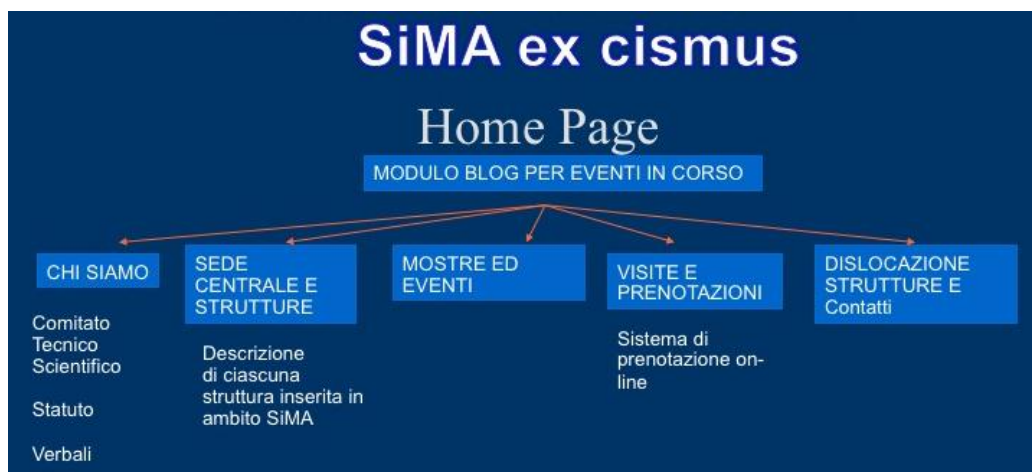 SiMA ex cismus
Home Page
MODULO BLOG PER EVENTI IN CORSO
CHI SIAMO
Comitato
Tecnico
Scientifico
Statuto
Verbali
SEDE
CENTRALE E
STRUTTURE
Descrizione
di ciascuna
struttura inserita in
ambito SiMA
MOSTRE ED
EVENTI
VISITE E
PRENOTAZIONI
Sistema di
prenotazione on-
line
DISLOCAZIONE
STRUTTURE E
Contatti